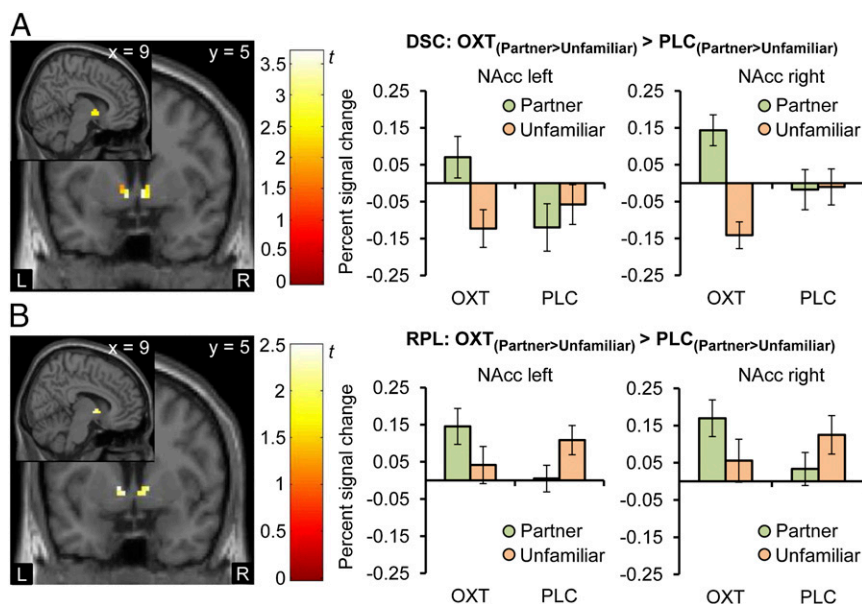 A
x = 9
y = 5
L
R
t
3.5
3
2.5
2
1.5
1
0.5
0
DSC: OXT(Partner>Unfamiliar) > PLC(Partner>Unfamiliar)
Percent signal change
NAcc left
0.25
0.15
0.05
-0.05
-0.15
-0.25
Partner
Unfamiliar
OXT
PLC
NAcc right
0.25
0.15
0.05
-0.05
-0.15
-0.25
Partner
Unfamiliar
OXT
PLC
B
x = 9
y = 5
L
R
2.5
t
2
1.5
1
0.5
0
RPL: OXT(Partner>Unfamiliar) > PLC(Partner>Unfamiliar)
Percent signal change
NAcc left
0.25
0.15
0.05
-0.05
-0.15
-0.25
Partner
Unfamiliar
OXT
PLC
NAcc right
0.25
0.15
0.05
-0.05
-0.15
-0.25
Partner
Unfamiliar
OXT
PLC